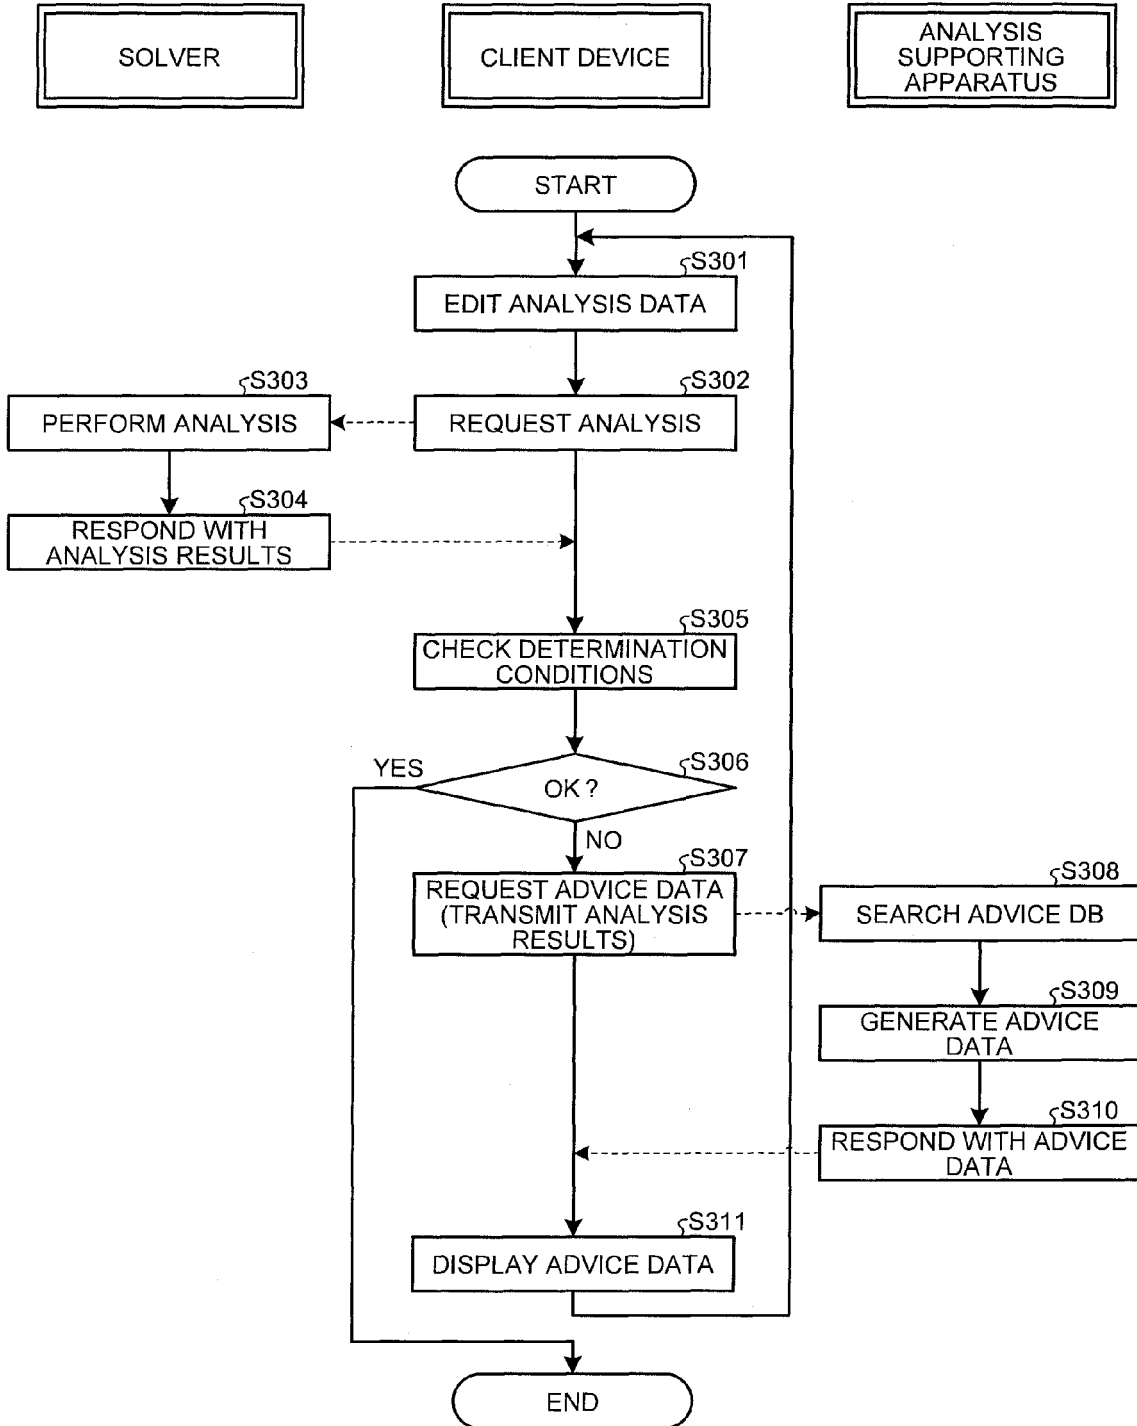 SOLVER
CLIENT DEVICE
ANALYSIS
SUPPORTING
APPARATUS
START
S301
EDIT ANALYSIS DATA
S303
S302
PERFORM ANALYSIS
REQUEST ANALYSIS
S304
RESPOND WITH
ANALYSIS RESULTS
S305
CHECK DETERMINATION
CONDITIONS
S306
YES
OK ?
NO
S307
REQUEST ADVICE DATA
(TRANSMIT ANALYSIS
RESULTS)
S308
SEARCH ADVICE DB
S309
GENERATE ADVICE
DATA
S310
RESPOND WITH ADVICE
DATA
S311
DISPLAY ADVICE DATA
END